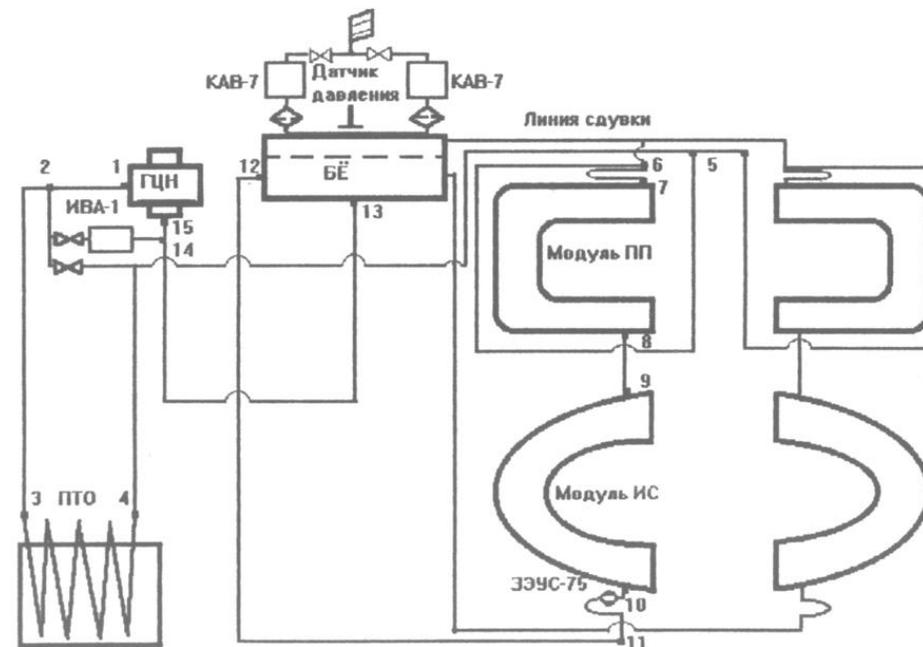 КАВ-7
Датчик
давления
КАВ-7
Линия сдувки
2
1
ГЦН
12
БЁ
6
5
7
ИВА-1
15
14
13
Модуль ПП
8
9
3
ПТО
4
Модуль ИС
ЗЭУС-75
10
11